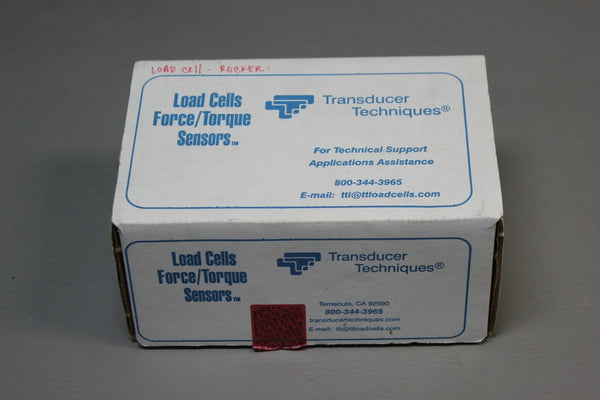 LOAD CELL - ROCKER
Load Cells
Force/Torque
Sensors™
Transducer
Techniques®
For Technical Support
Applications Assistance
800-344-3965
E-mail: tti@ttloadcells.com
Load Cells
Force/Torque
Sensors™
Transducer
Techniques®
Temecula, CA 92590
800-344-3965
transducertechniques.com
E-mail: tti@ttloadcells.com